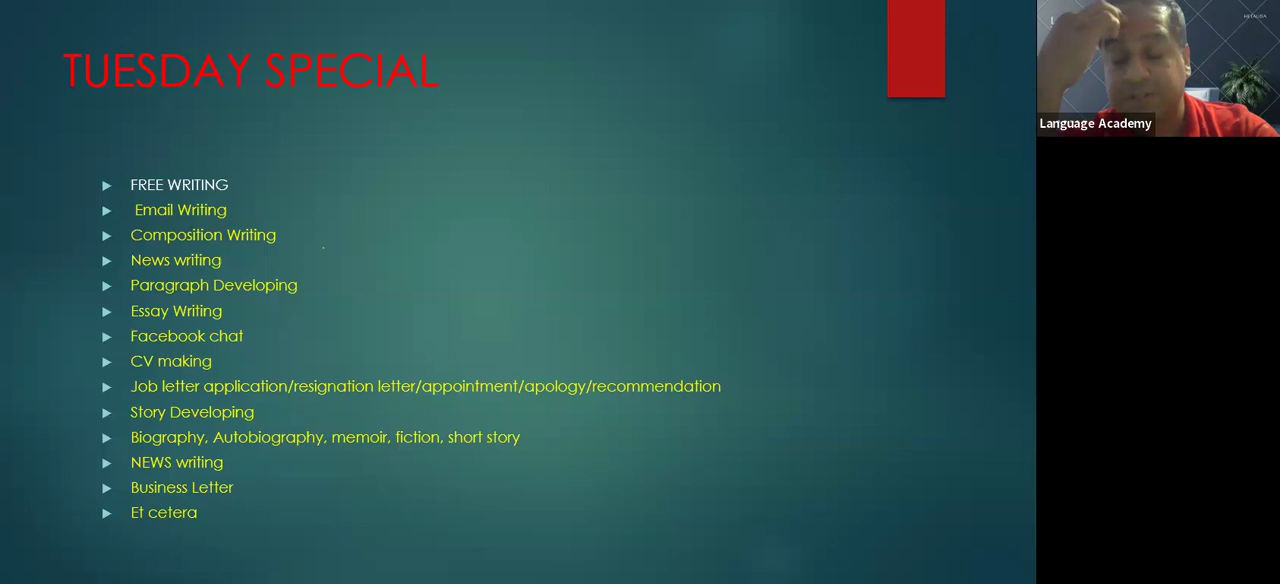 TUESDAY SPECIAL
FREE WRITING
Email Writing
Composition Writing
News writing
Paragraph Developing
Essay Writing
Facebook chat
CV making
Job letter application/resignation letter/appointment/apology/recommendation
Story Developing
Biography, Autobiography, memoir, fiction, short story
NEWS writing
Business Letter
Et cetera
Language Academy